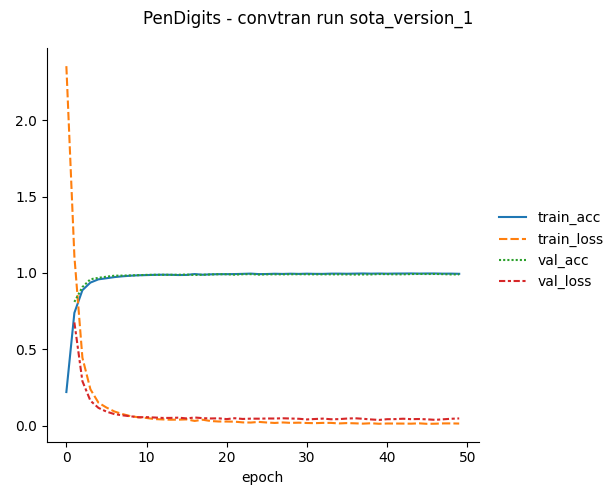 PenDigits - convtran run sota_version_1
2.0
1.5
1.0
0.5
0.0
0 10 20 30 40 50
epoch
train_acc
train_loss
val_acc
val_loss